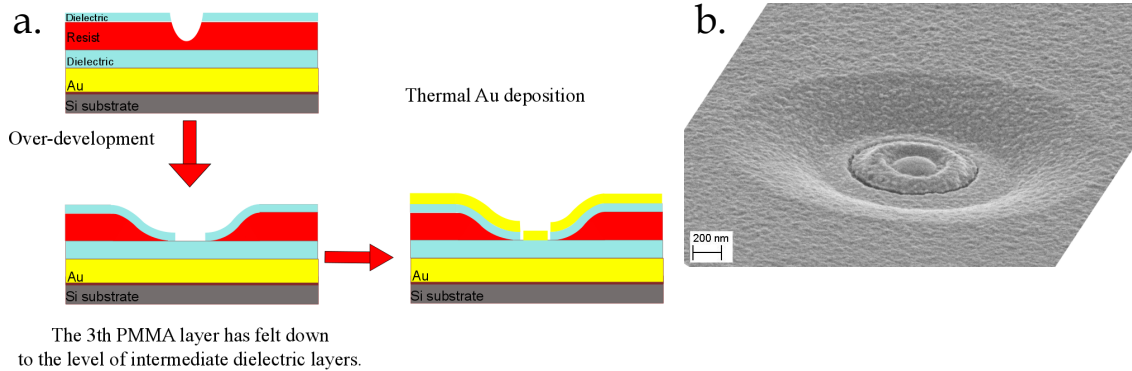 a.
Dielectric
Resist
Dielectric
Au
Si substrate
Over-development
Thermal Au deposition
Au
Si substrate
The 3th PMMA layer has felt down
to the level of intermediate dielectric layers.
Au
Si substrate
b.
200 nm